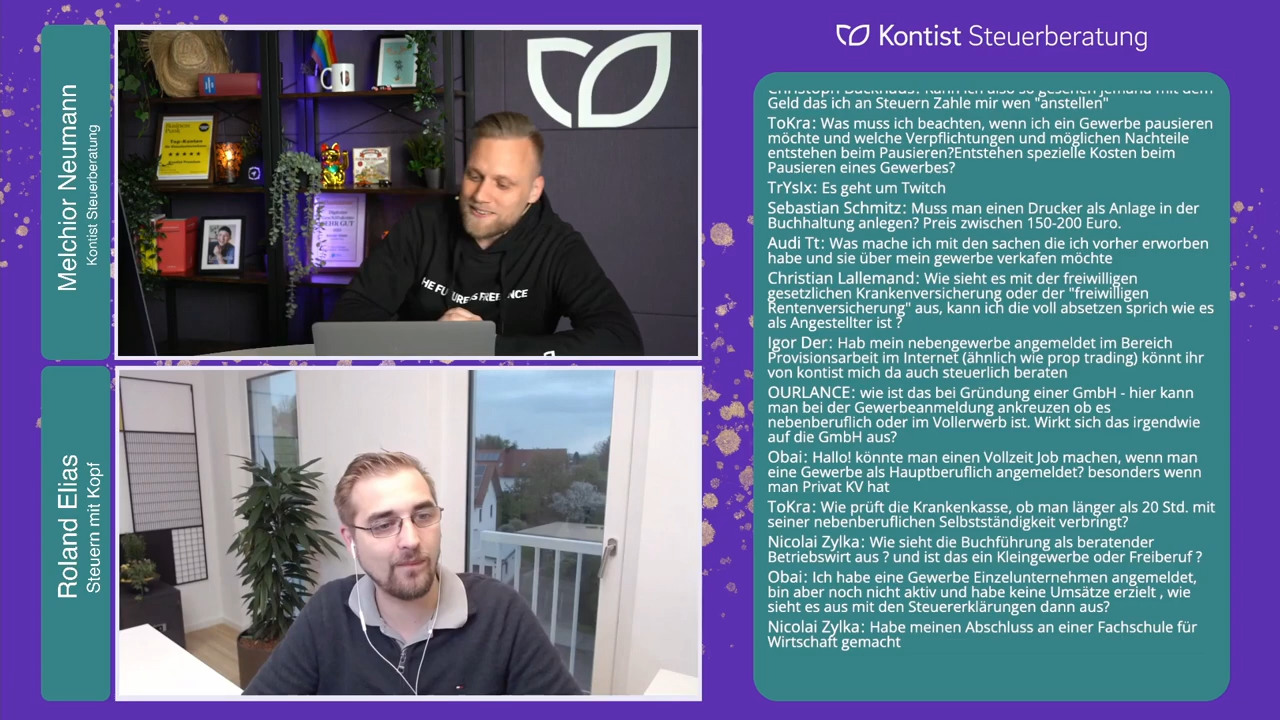 Melchior Neumann
Kontist Steuerberatung
Business Punk
Top-Kanzlei
SEHR GUT
THE FUTURE IS FREELANCE
Roland Elias
Steuern mit Kopf
Kontist Steuerberatung
Geld das ich an Steuern Zahle mir wen "anstellen"
ToKra: Was muss ich beachten, wenn ich ein Gewerbe pausieren
möchte und welche Verpflichtungen und möglichen Nachteile
entstehen beim Pausieren?Entstehen spezielle Kosten beim
Pausieren eines Gewerbes?
TrYsIx: Es geht um Twitch
Sebastian Schmitz: Muss man einen Drucker als Anlage in der
Buchhaltung anlegen? Preis zwischen 150-200 Euro.
Audi Tt: Was mache ich mit den sachen die ich vorher erworben
habe und sie über mein gewerbe verkafen möchte
Christian Lallemand: Wie sieht es mit der freiwilligen
gesetzlichen Krankenversicherung oder der "freiwilligen
Rentenversicherung" aus, kann ich die voll absetzen sprich wie es
als Angestellter ist ?
Igor Der: Hab mein nebengewerbe angemeldet im Bereich
Provisionsarbeit im Internet (ähnlich wie prop trading) könnt ihr
von kontist mich da auch steuerlich beraten
OURLANCE: wie ist das bei Gründung einer GmbH - hier kann
man bei der Gewerbeanmeldung ankreuzen ob es
nebenberuflich oder im Vollerwerb ist. Wirkt sich das irgendwie
auf die GmbH aus?
Obai: Hallo! könnte man einen Vollzeit Job machen, wenn man
eine Gewerbe als Hauptberuflich angemeldet? besonders wenn
man Privat KV hat
ToKra: Wie prüft die Krankenkasse, ob man länger als 20 Std. mit
seiner nebenberuflichen Selbstständigkeit verbringt?
Nicolai Zylka: Wie sieht die Buchführung als beratender
Betriebswirt aus ? und ist das ein Kleingewerbe oder Freiberuf ?
Obai: Ich habe eine Gewerbe Einzelunternehmen angemeldet,
bin aber noch nicht aktiv und habe keine Umsätze erzielt , wie
sieht es aus mit den Steuererklärungen dann aus?
Nicolai Zylka: Habe meinen Abschluss an einer Fachschule für
Wirtschaft gemacht